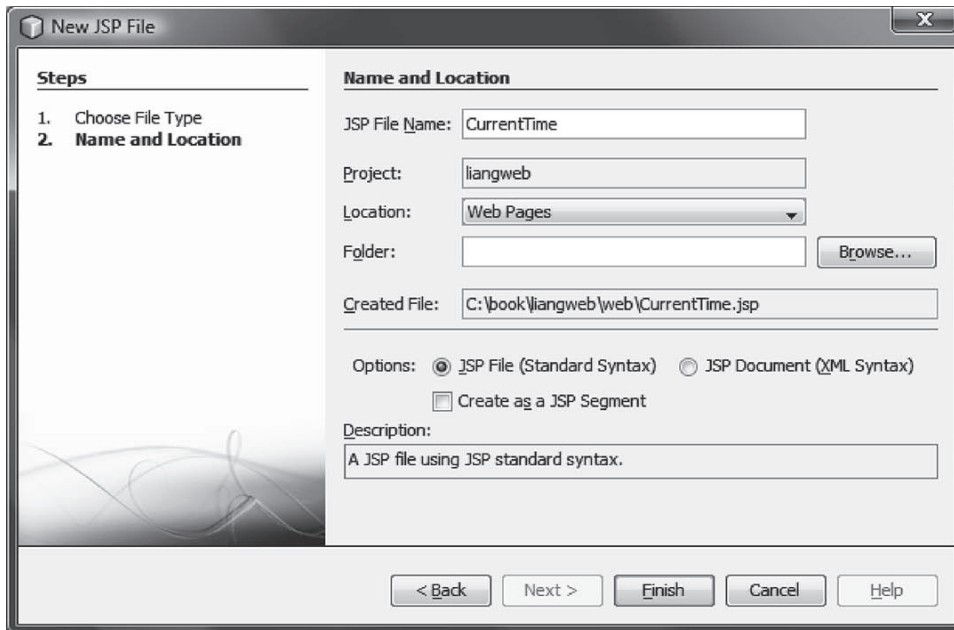 New JSP File
X
Steps
1. Choose File Type
2. Name and Location
Name and Location
JSP File Name: CurrentTime
Project: liangweb
Location: Web Pages
Folder: Browse...
Created File: C:\book\liangweb\web\CurrentTime.jsp
Options: JSP File (Standard Syntax) JSP Document (XML Syntax)
Create as a JSP Segment
Description:
A JSP file using JSP standard syntax.
< Back Next > Finish Cancel Help